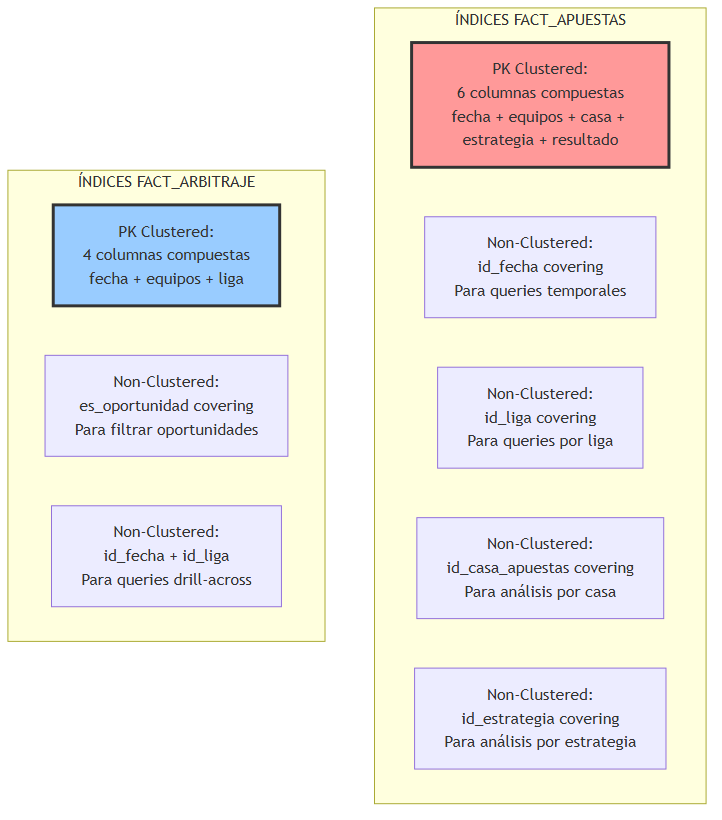 ÍNDICES FACT_ARBITRAJE
PK Clustered:
4 columnas compuestas
fecha + equipos + liga
Non-Clustered:
es_oportunidad covering
Para filtrar oportunidades
Non-Clustered:
id_fecha + id_liga
Para queries drill-across
ÍNDICES FACT_APUESTAS
PK Clustered:
6 columnas compuestas
fecha + equipos + casa +
estrategia + resultado
Non-Clustered:
id_fecha covering
Para queries temporales
Non-Clustered:
id_liga covering
Para queries por liga
Non-Clustered:
id_casa_apuestas covering
Para análisis por casa
Non-Clustered:
id_estrategia covering
Para análisis por estrategia